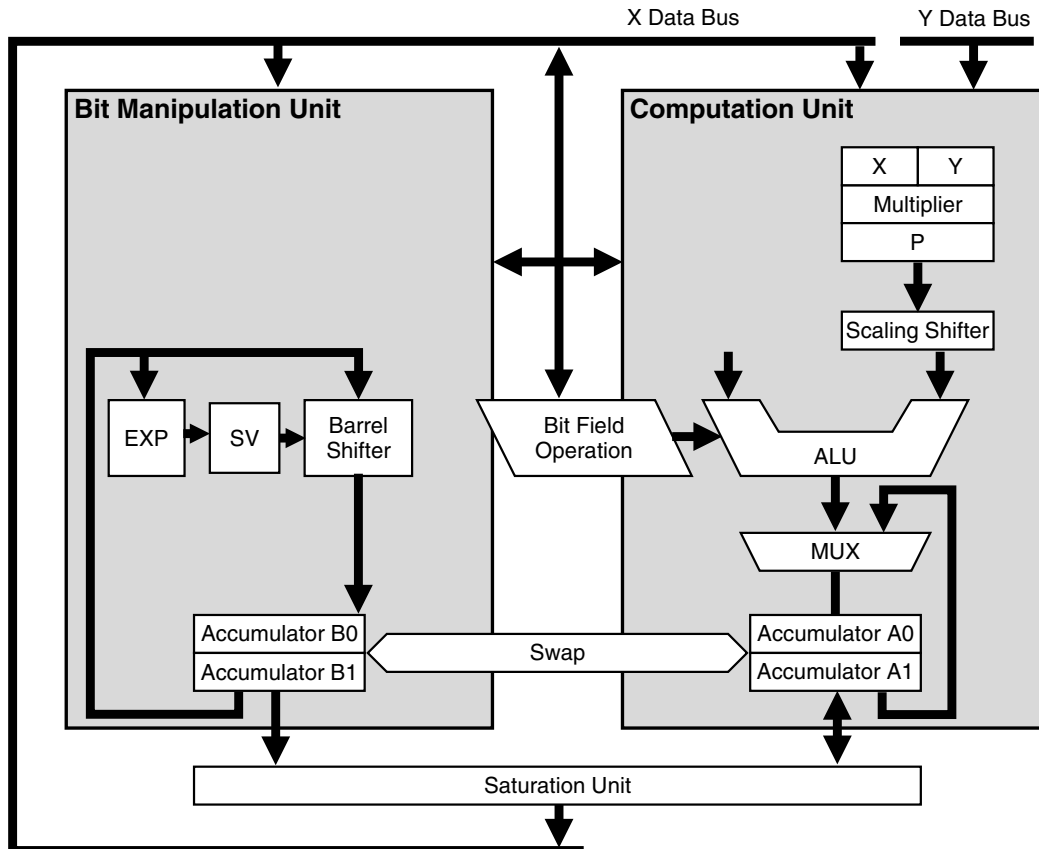 X Data Bus
Y Data Bus
Bit Manipulation Unit
Computation Unit
X
Y
Multiplier
P
Scaling Shifter
EXP
SV
Barrel
Shifter
Bit Field
Operation
ALU
MUX
Accumulator B0
Accumulator B1
Swap
Accumulator A0
Accumulator A1
Saturation Unit